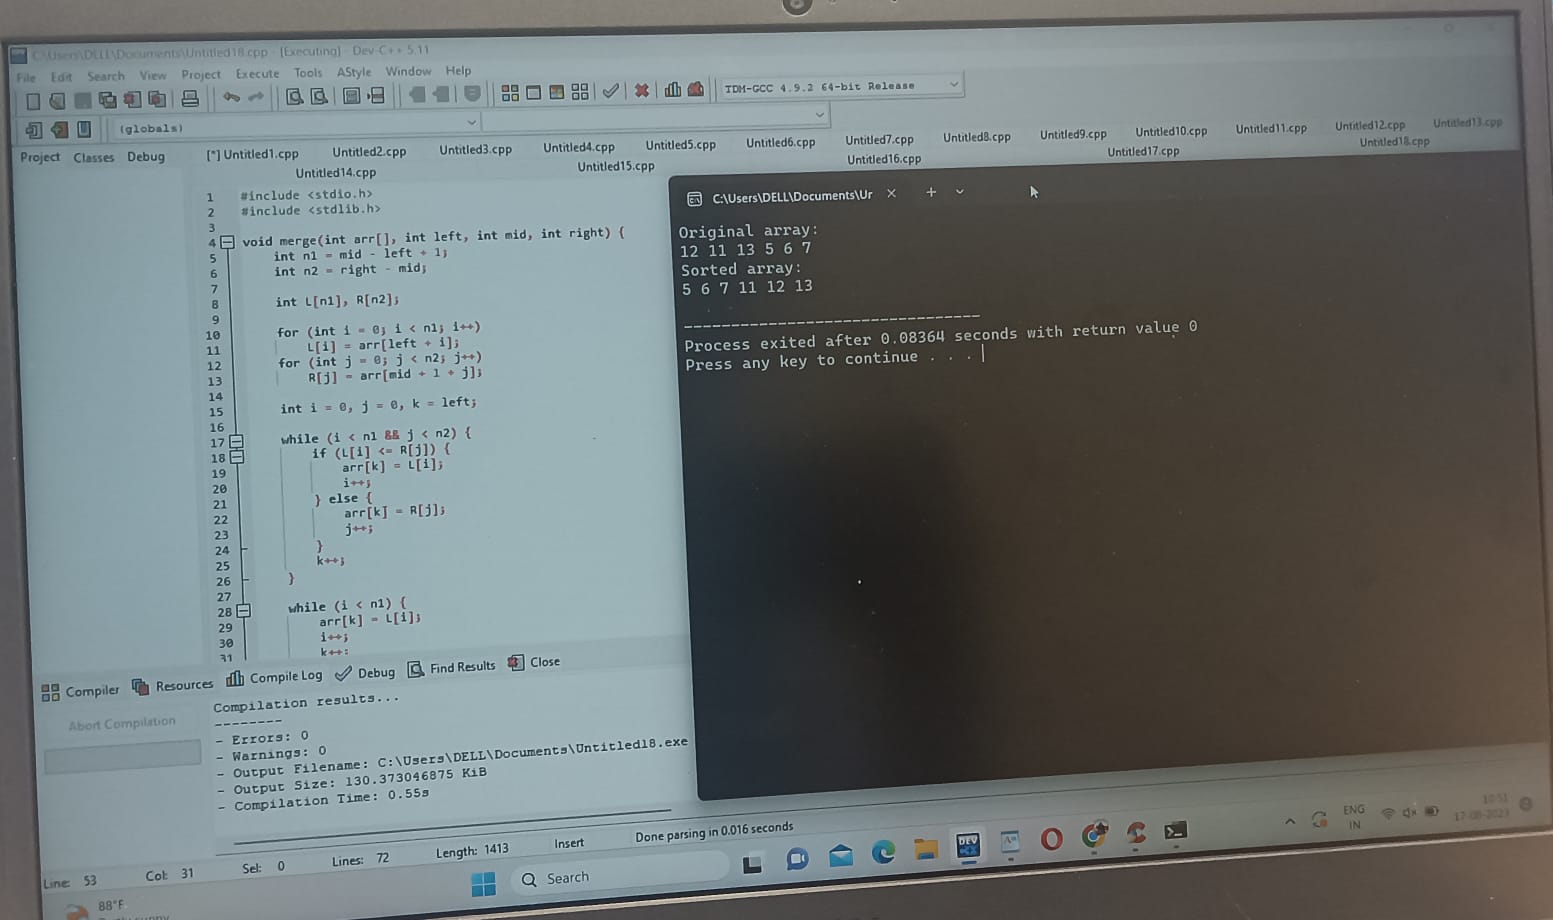 C:\Users\DELL\Documents\Untitled18.cpp - [Executing] - Dev-C++ 5.11
File Edit Search View Project Execute Tools AStyle Window Help
TDM-GCC 4.9.2 64-bit Release
(globals)
Project Classes Debug
[*] Untitled1.cpp Untitled2.cpp Untitled3.cpp Untitled4.cpp Untitled5.cpp Untitled6.cpp Untitled7.cpp Untitled8.cpp Untitled9.cpp Untitled10.cpp Untitled11.cpp Untitled12.cpp Untitled13.cpp
Untitled14.cpp Untitled15.cpp Untitled16.cpp Untitled17.cpp Untitled18.cpp
1 #include <stdio.h>
2 #include <stdlib.h>
3
4 void merge(int arr[], int left, int mid, int right) {
5 int n1 = mid - left + 1;
6 int n2 = right - mid;
7
8 int L[n1], R[n2];
9
10 for (int i = 0; i < n1; i++)
11 L[i] = arr[left + i];
12 for (int j = 0; j < n2; j++)
13 R[j] = arr[mid + 1 + j];
14
15 int i = 0, j = 0, k = left;
16
17 while (i < n1 && j < n2) {
18 if (L[i] <= R[j]) {
19 arr[k] = L[i];
20 i++;
21 } else {
22 arr[k] = R[j];
23 j++;
24 }
25 k++;
26 }
27
28 while (i < n1) {
29 arr[k] = L[i];
30 i++;
31 k++;
C:\Users\DELL\Documents\Ur
Original array:
12 11 13 5 6 7
Sorted array:
5 6 7 11 12 13
--------------------------------
Process exited after 0.08364 seconds with return value 0
Press any key to continue . . .
Compiler Resources Compile Log Debug Find Results Close
Abort Compilation
Compilation results...
--------
- Errors: 0
- Warnings: 0
- Output Filename: C:\Users\DELL\Documents\Untitled18.exe
- Output Size: 130.373046875 KiB
- Compilation Time: 0.55s
Line: 53 Col: 31 Sel: 0 Lines: 72 Length: 1413 Insert Done parsing in 0.016 seconds
88°F
Search
DEV
ENG
IN
10:51
17-08-2023